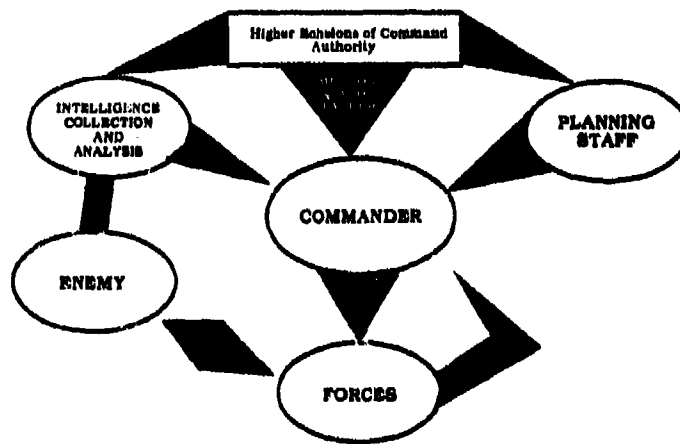 Higher Echelons of Command
Authority
INTELLIGENCE
COLLECTION
AND
ANALYSIS
PLANNING
STAFF
COMMANDER
ENEMY
FORCES